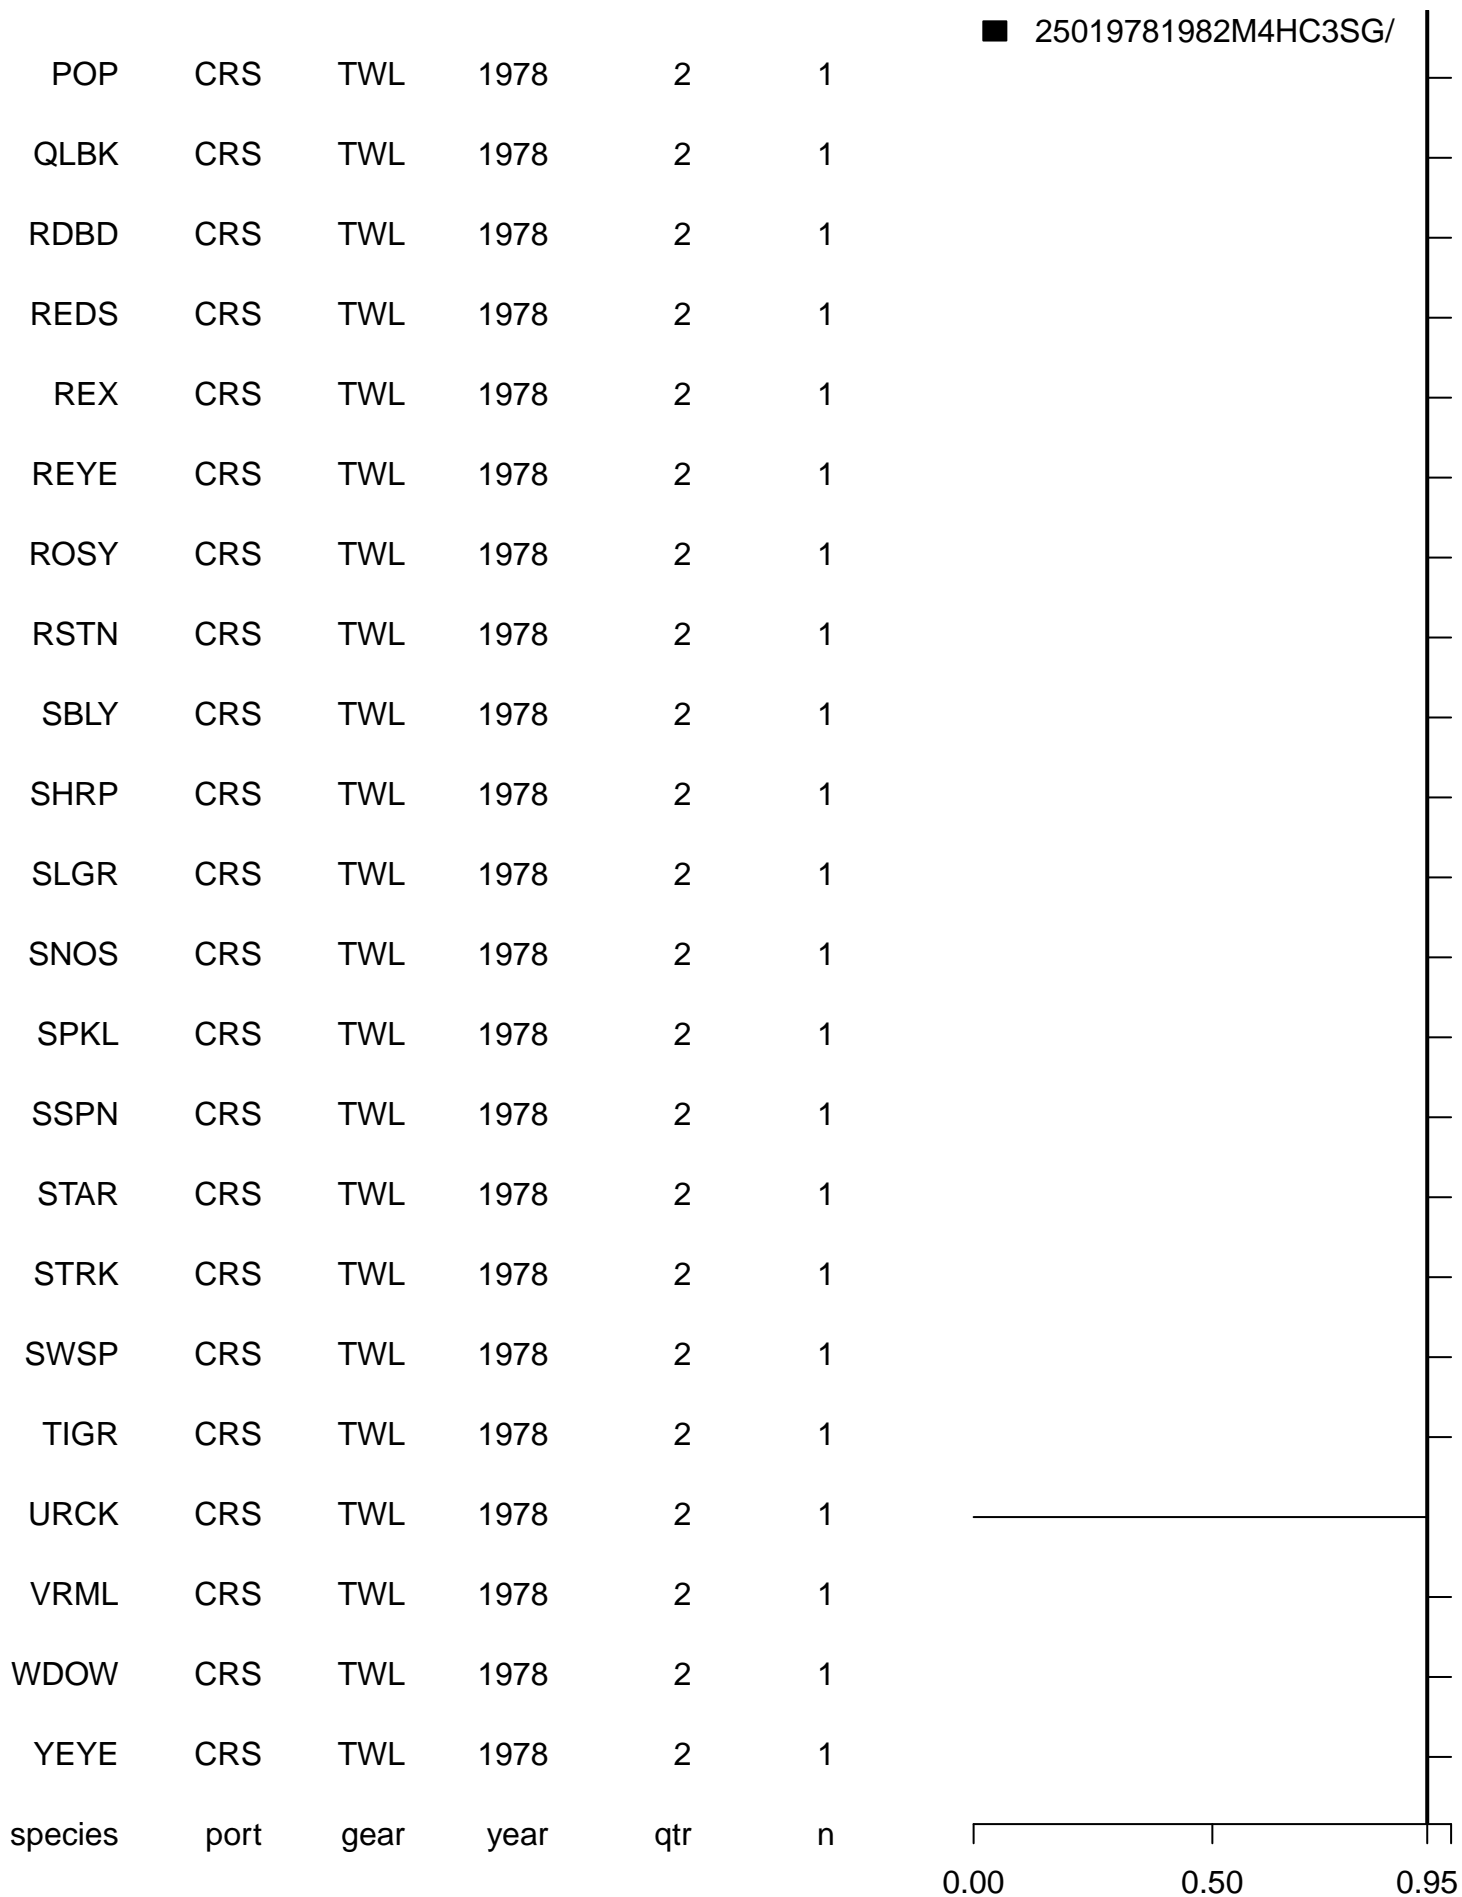 25019781982M4HC3SG/
POP CRS TWL 1978 2 1
QLBK CRS TWL 1978 2 1
RDBD CRS TWL 1978 2 1
REDS CRS TWL 1978 2 1
REX CRS TWL 1978 2 1
REYE CRS TWL 1978 2 1
ROSY CRS TWL 1978 2 1
RSTN CRS TWL 1978 2 1
SBLY CRS TWL 1978 2 1
SHRP CRS TWL 1978 2 1
SLGR CRS TWL 1978 2 1
SNOS CRS TWL 1978 2 1
SPKL CRS TWL 1978 2 1
SSPN CRS TWL 1978 2 1
STAR CRS TWL 1978 2 1
STRK CRS TWL 1978 2 1
SWSP CRS TWL 1978 2 1
TIGR CRS TWL 1978 2 1
URCK CRS TWL 1978 2 1
VRML CRS TWL 1978 2 1
WDOW CRS TWL 1978 2 1
YEYE CRS TWL 1978 2 1
species port gear year qtr n
0.00 0.50 0.95